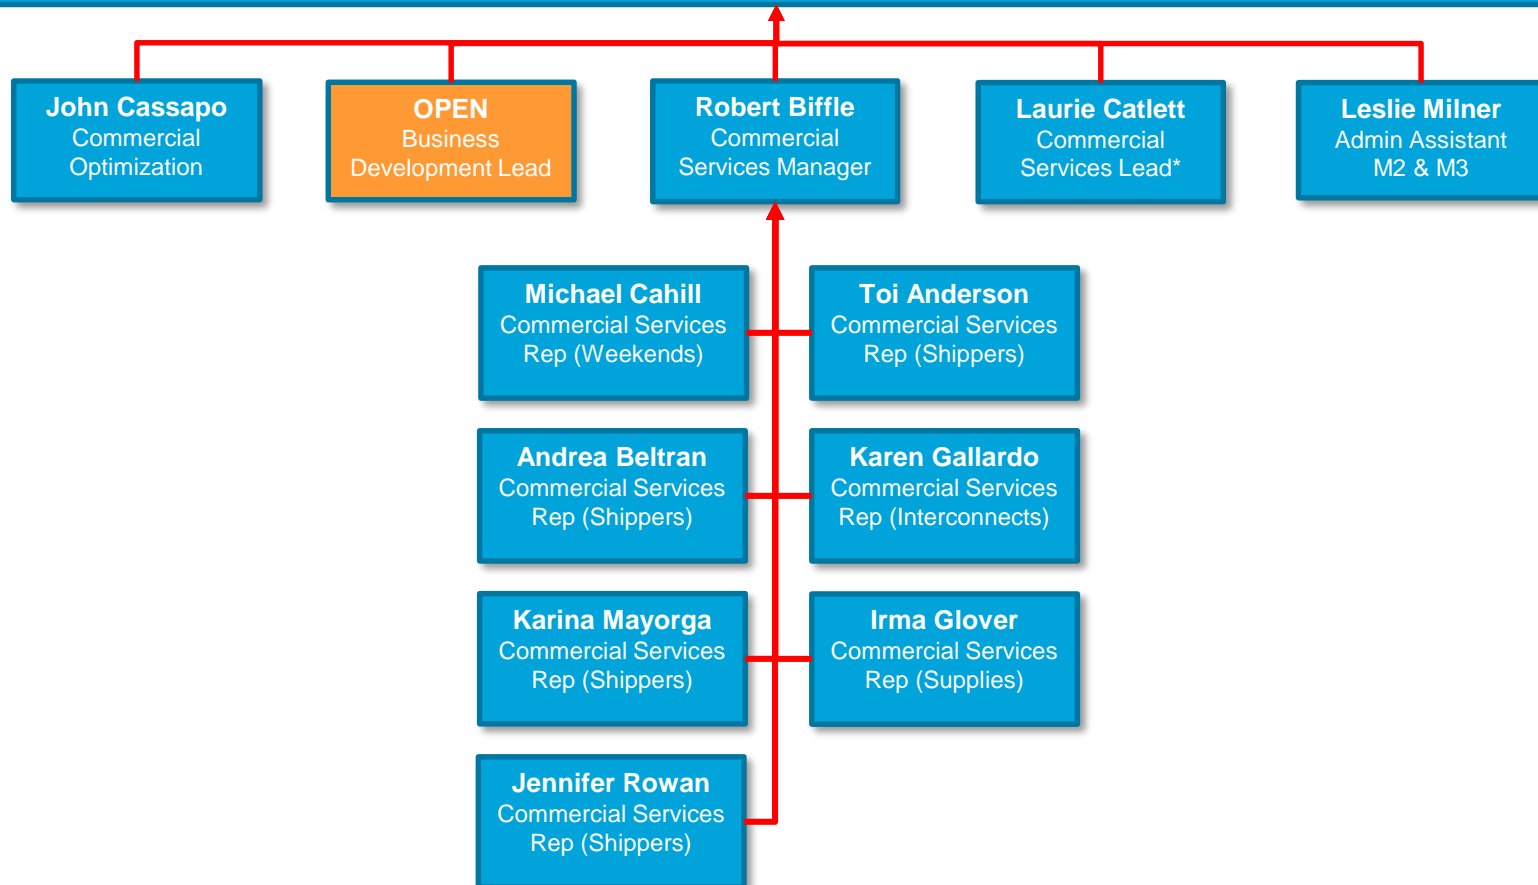 John Cassapo
Commercial
Optimization
OPEN
Business
Development Lead
Robert Biffle
Commercial
Services Manager
Laurie Catlett
Commercial
Services Lead*
Leslie Milner
Admin Assistant
M2 & M3
Michael Cahill
Commercial Services
Rep (Weekends)
Toi Anderson
Commercial Services
Rep (Shippers)
Andrea Beltran
Commercial Services
Rep (Shippers)
Karen Gallardo
Commercial Services
Rep (Interconnects)
Karina Mayorga
Commercial Services
Rep (Shippers)
Irma Glover
Commercial Services
Rep (Supplies)
Jennifer Rowan
Commercial Services
Rep (Shippers)